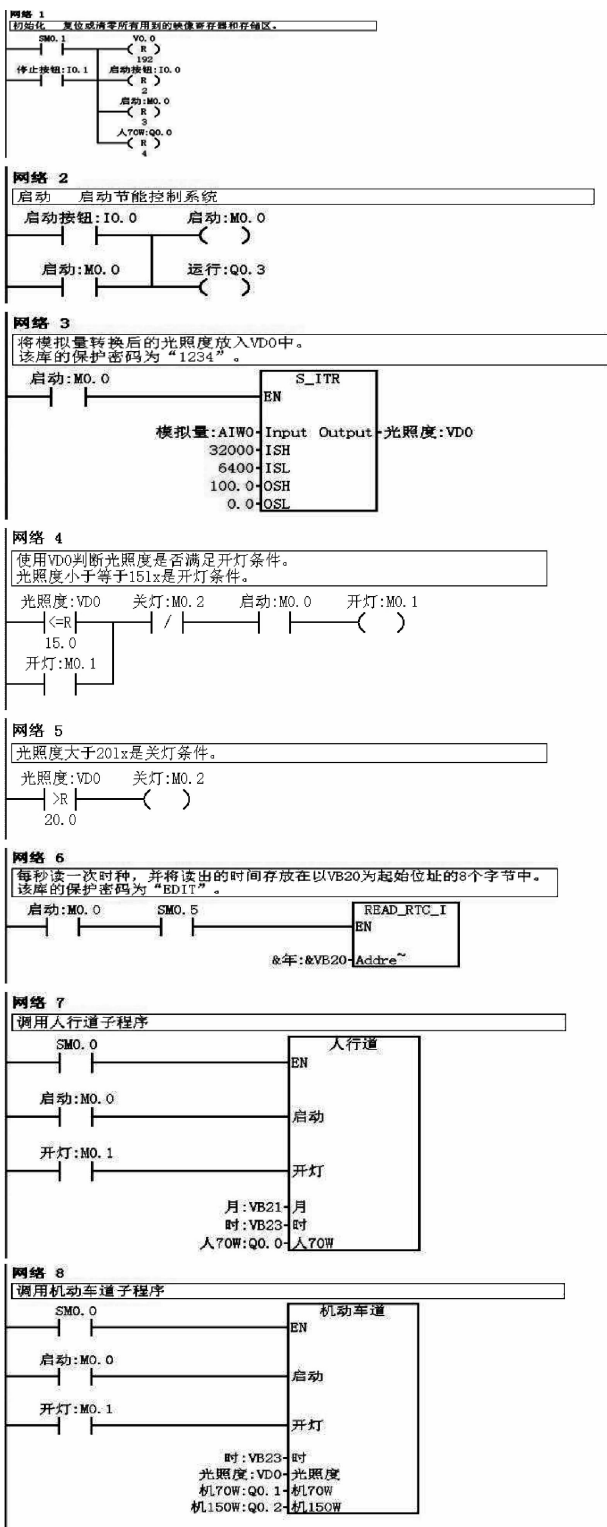 网络 1
初始化 复位或清零所有用到的映像寄存器和存储区。
SM0.1 V0.0
( R )
192
停止按钮:I0.1 启动按钮:I0.0
( R )
2
启动:M0.0
( R )
3
人70W:Q0.0
( R )
4
网络 2
启动 启动节能控制系统
启动按钮:I0.0 启动:M0.0
启动:M0.0 运行:Q0.3
网络 3
将模拟量转换后的光照度放入VD0中。
该库的保护密码为“1234”。
启动:M0.0 S_ITR
EN
模拟量:AIW0 Input Output 光照度:VD0
32000 ISH
6400 ISL
100.0 OSH
0.0 OSL
网络 4
使用VD0判断光照度是否满足开灯条件。
光照度小于等于15lx是开灯条件。
光照度:VD0 关灯:M0.2 启动:M0.0 开灯:M0.1
<=R /
15.0
开灯:M0.1
网络 5
光照度大于20lx是关灯条件。
光照度:VD0 关灯:M0.2
>R
20.0
网络 6
每秒读一次时种，并将读出的时间存放在以VB20为起始位址的8个字节中。
该库的保护密码为“EDIT”。
启动:M0.0 SM0.5 READ_RTC_I
EN
&年:&VB20 Addre~
网络 7
调用人行道子程序
SM0.0 人行道
EN
启动:M0.0
启动
开灯:M0.1
开灯
月:VB21 月
时:VB23 时
人70W:Q0.0 人70W
网络 8
调用机动车道子程序
SM0.0 机动车道
EN
启动:M0.0
启动
开灯:M0.1
开灯
时:VB23 时
光照度:VD0 光照度
机70W:Q0.1 机70W
机150W:Q0.2 机150W